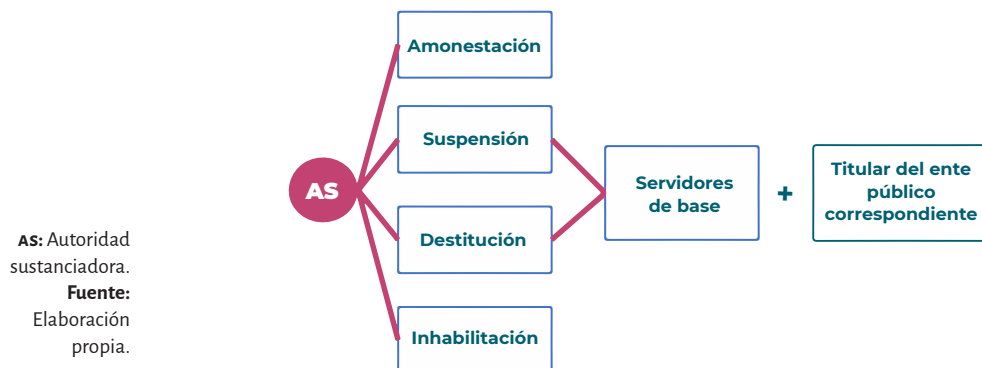 Amonestación
Suspensión
AS
Servidores
de base
+
Titular del ente
público
correspondiente
Destitución
Inhabilitación
AS: Autoridad
sustanciadora.
Fuente:
Elaboración
propia.